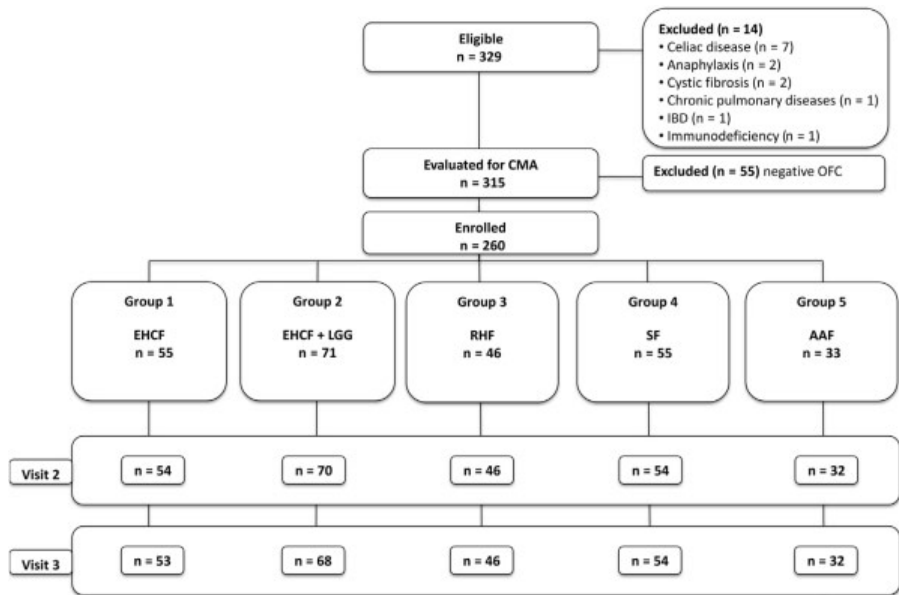 Eligible
n = 329
Excluded (n = 14)
• Celiac disease (n = 7)
• Anaphylaxis (n = 2)
• Cystic fibrosis (n = 2)
• Chronic pulmonary diseases (n = 1)
• IBD (n = 1)
• Immunodeficiency (n = 1)
Evaluated for CMA
n = 315
Excluded (n = 55) negative OFC
Enrolled
n = 260
Group 1
EHCF
n = 55
Group 2
EHCF + LGG
n = 71
Group 3
RHF
n = 46
Group 4
SF
n = 55
Group 5
AAF
n = 33
Visit 2
n = 54
n = 70
n = 46
n = 54
n = 32
Visit 3
n = 53
n = 68
n = 46
n = 54
n = 32